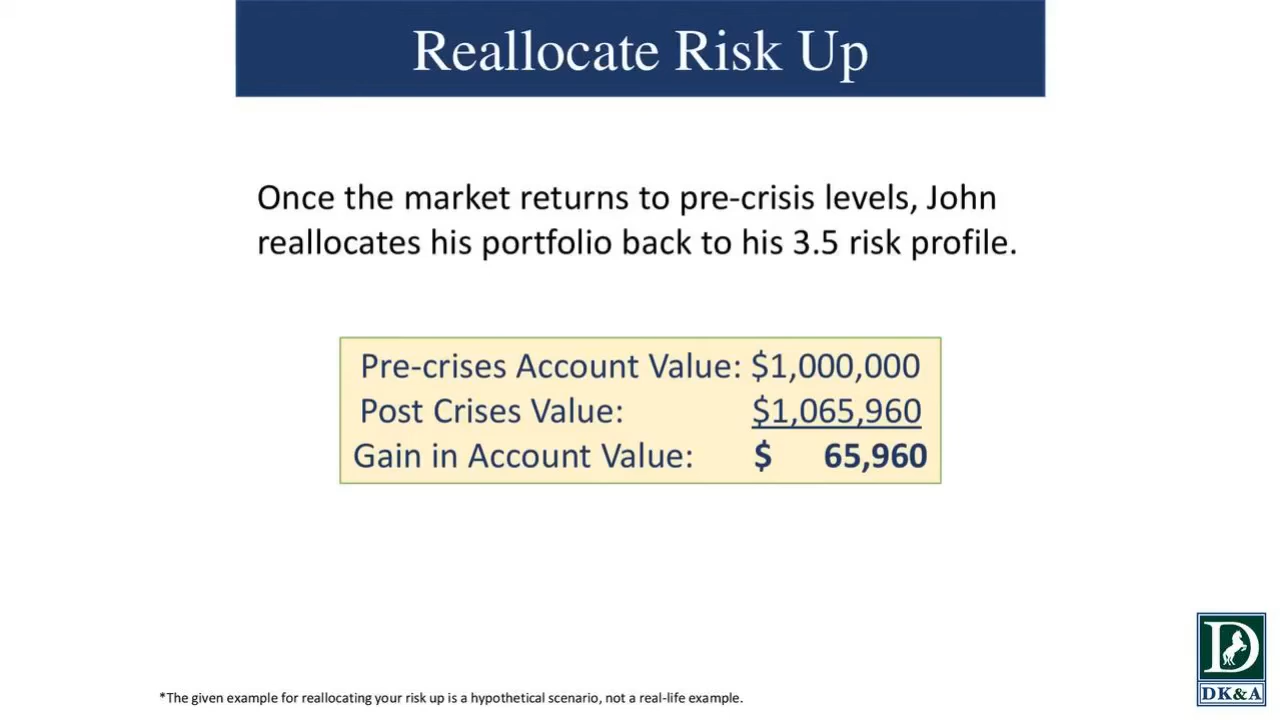 Reallocate Risk Up
Once the market returns to pre-crisis levels, John
reallocates his portfolio back to his 3.5 risk profile.
Pre-crises Account Value: $1,000,000
Post Crises Value: $1,065,960
Gain in Account Value: $ 65,960
D
DK&A
*The given example for reallocating your risk up is a hypothetical scenario, not a real-life example.